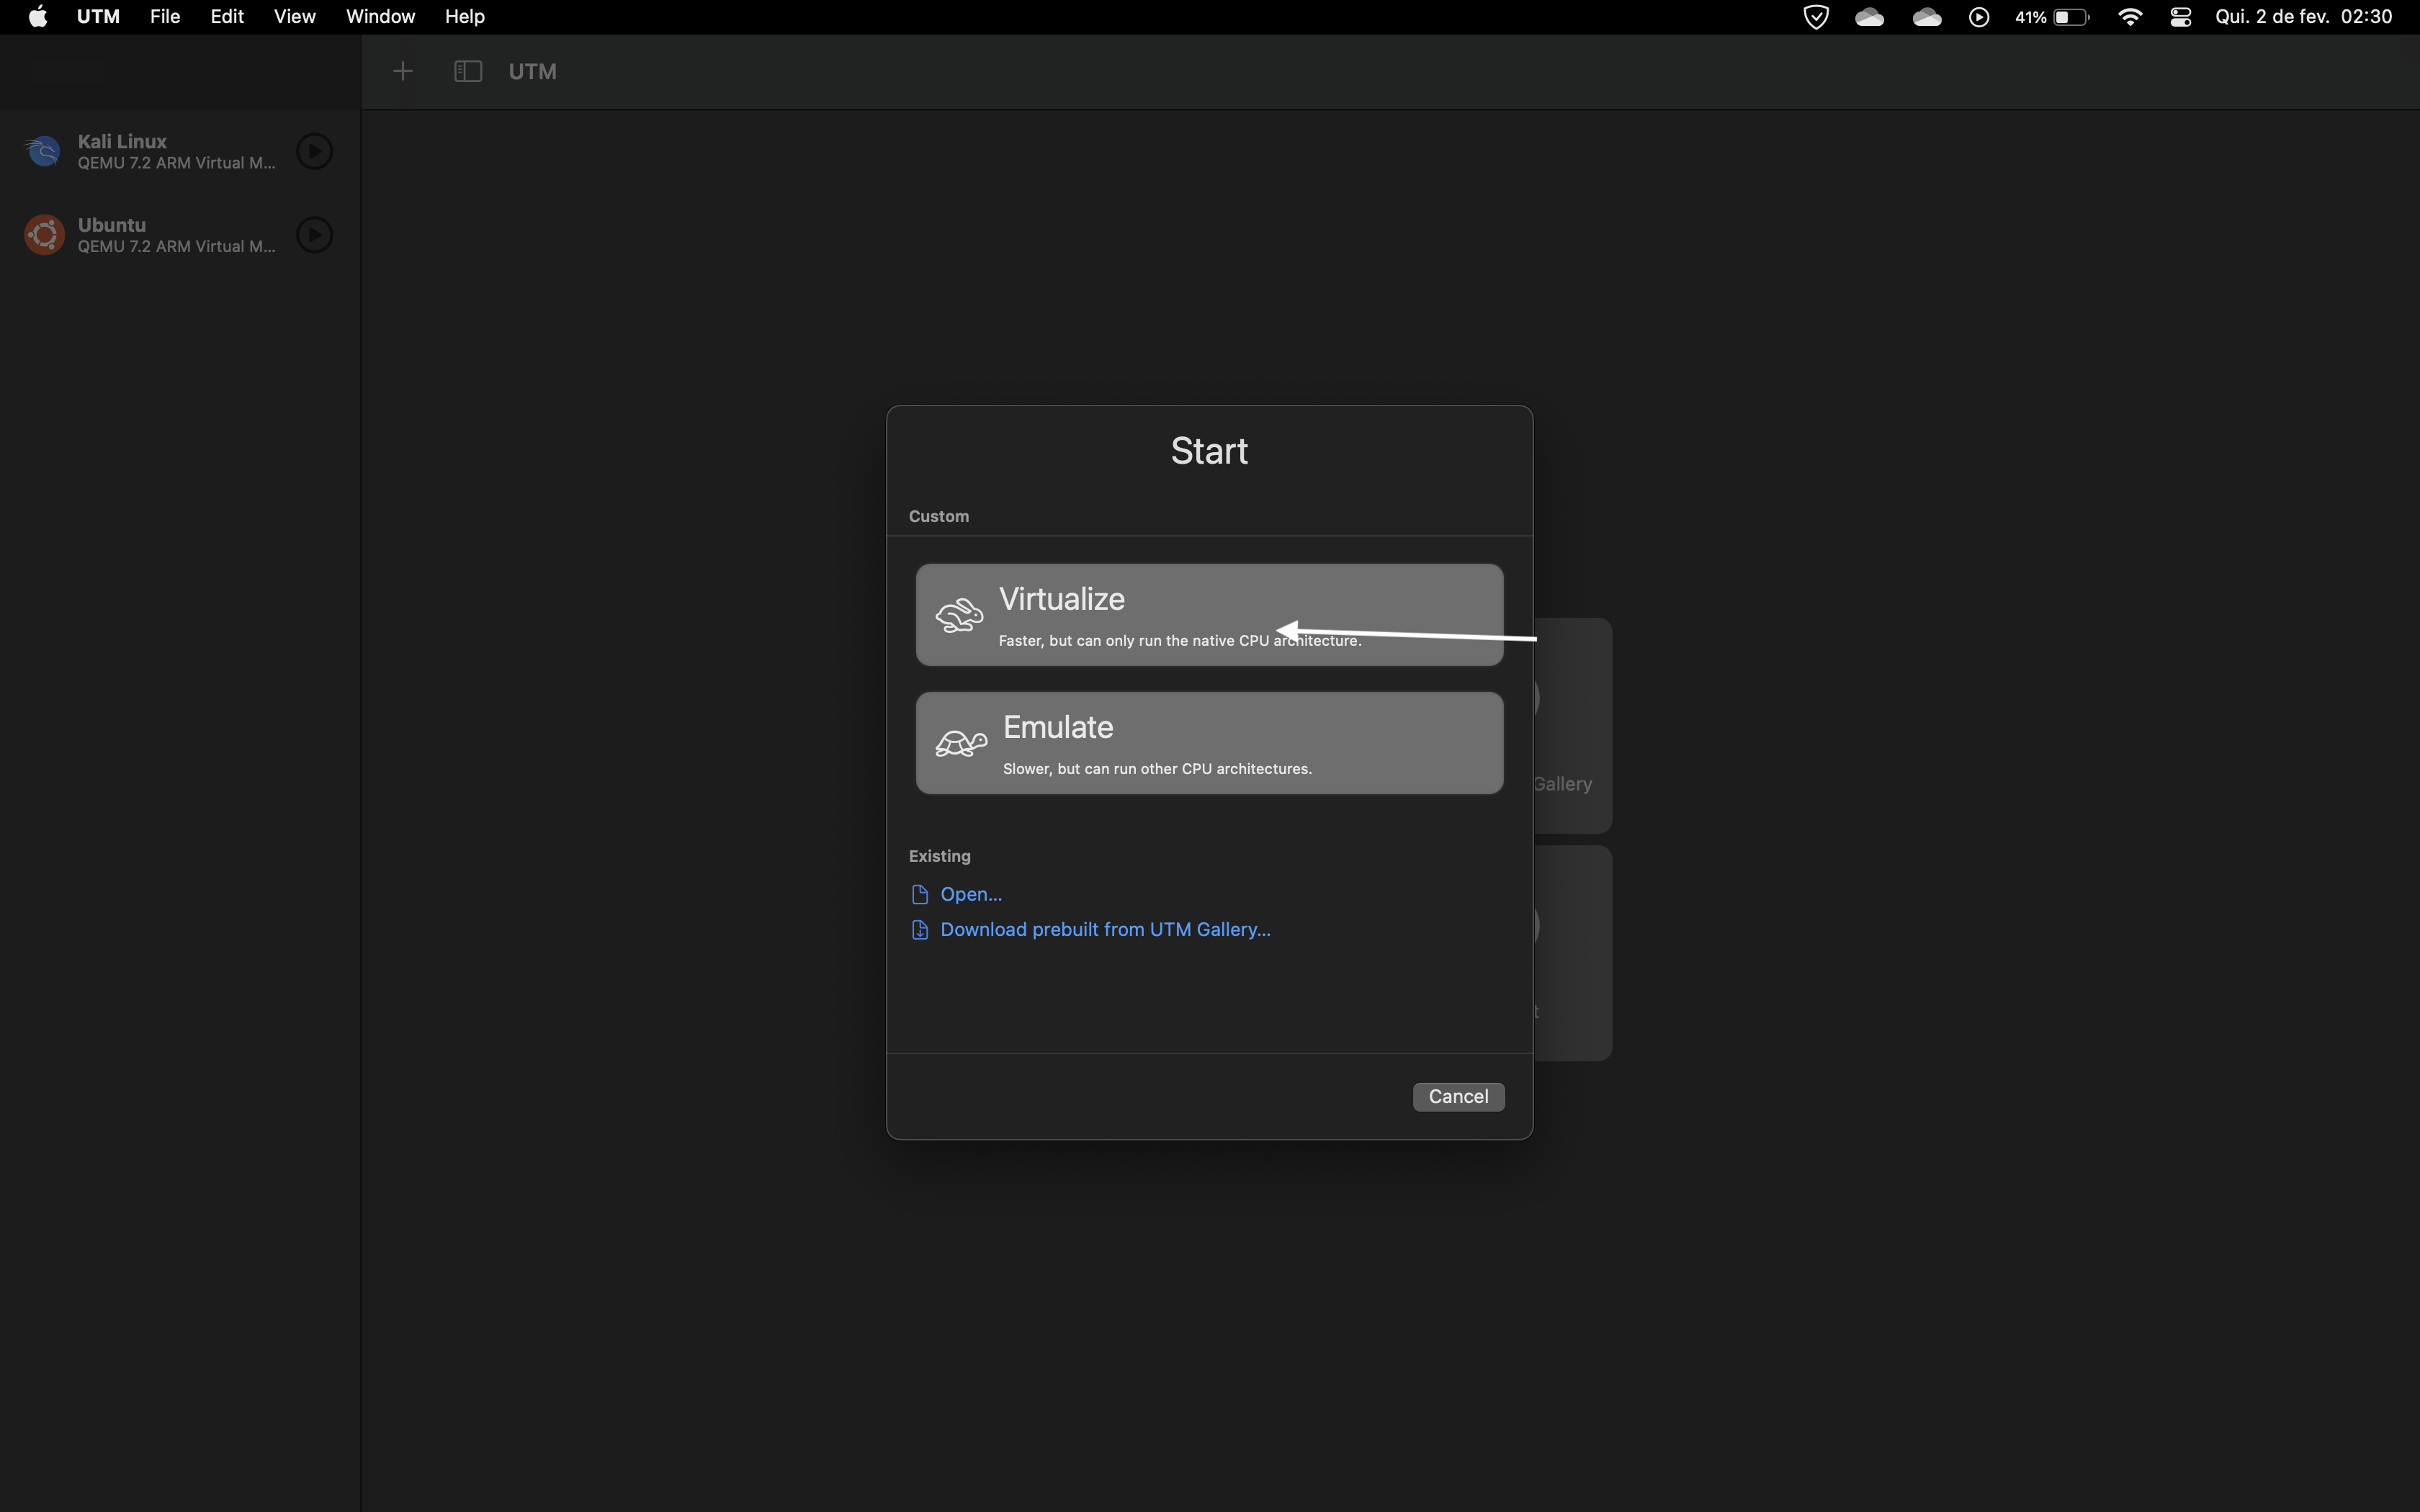 UTM File Edit View Window Help 41% Qui. 2 de fev. 02:30
UTM
Kali Linux
QEMU 7.2 ARM Virtual M...
Ubuntu
QEMU 7.2 ARM Virtual M...
Start
Custom
Virtualize
Faster, but can only run the native CPU architecture.
Emulate
Slower, but can run other CPU architectures.
Gallery
Existing
Open...
Download prebuilt from UTM Gallery...
t
Cancel